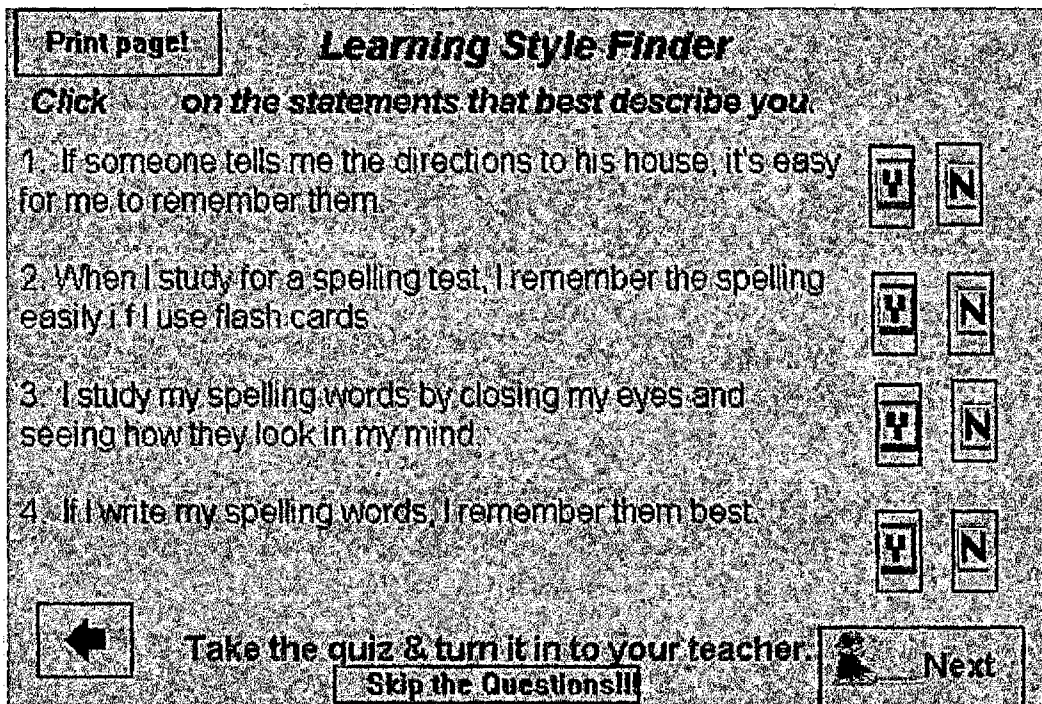 Print page!
Learning Style Finder
Click on the statements that best describe you.
1. If someone tells me the directions to his house, it's easy
for me to remember them.
Y N
2. When I study for a spelling test, I remember the spelling
easily i f I use flash cards.
Y N
3. I study my spelling words by closing my eyes and
seeing how they look in my mind.
Y N
4. If I write my spelling words, I remember them best.
Y N
Take the quiz & turn it in to your teacher.
Next
Skip the Questions!!!